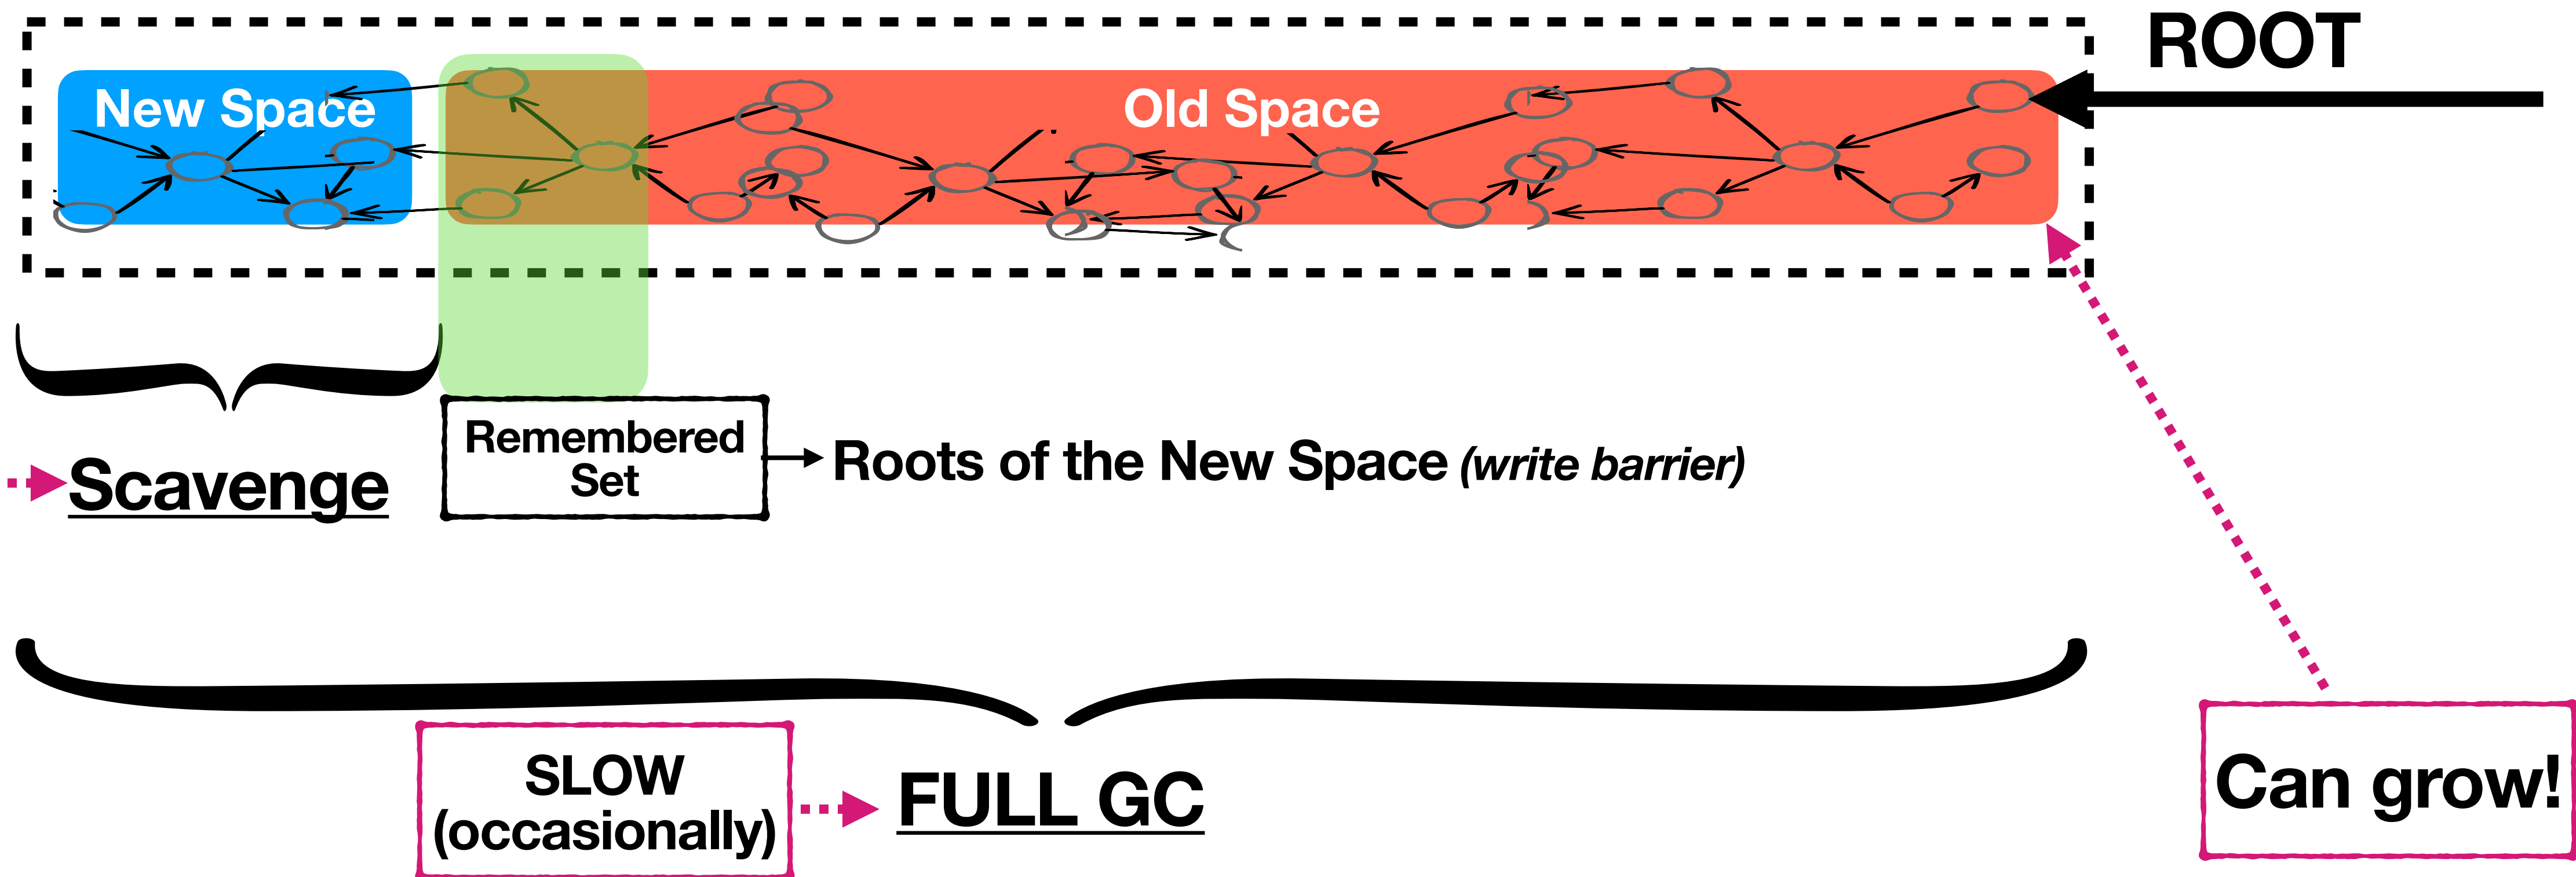 ROOT
New Space
Old Space
Remembered
Set
Roots of the New Space (write barrier)
Scavenge
SLOW
(occasionally)
FULL GC
Can grow!